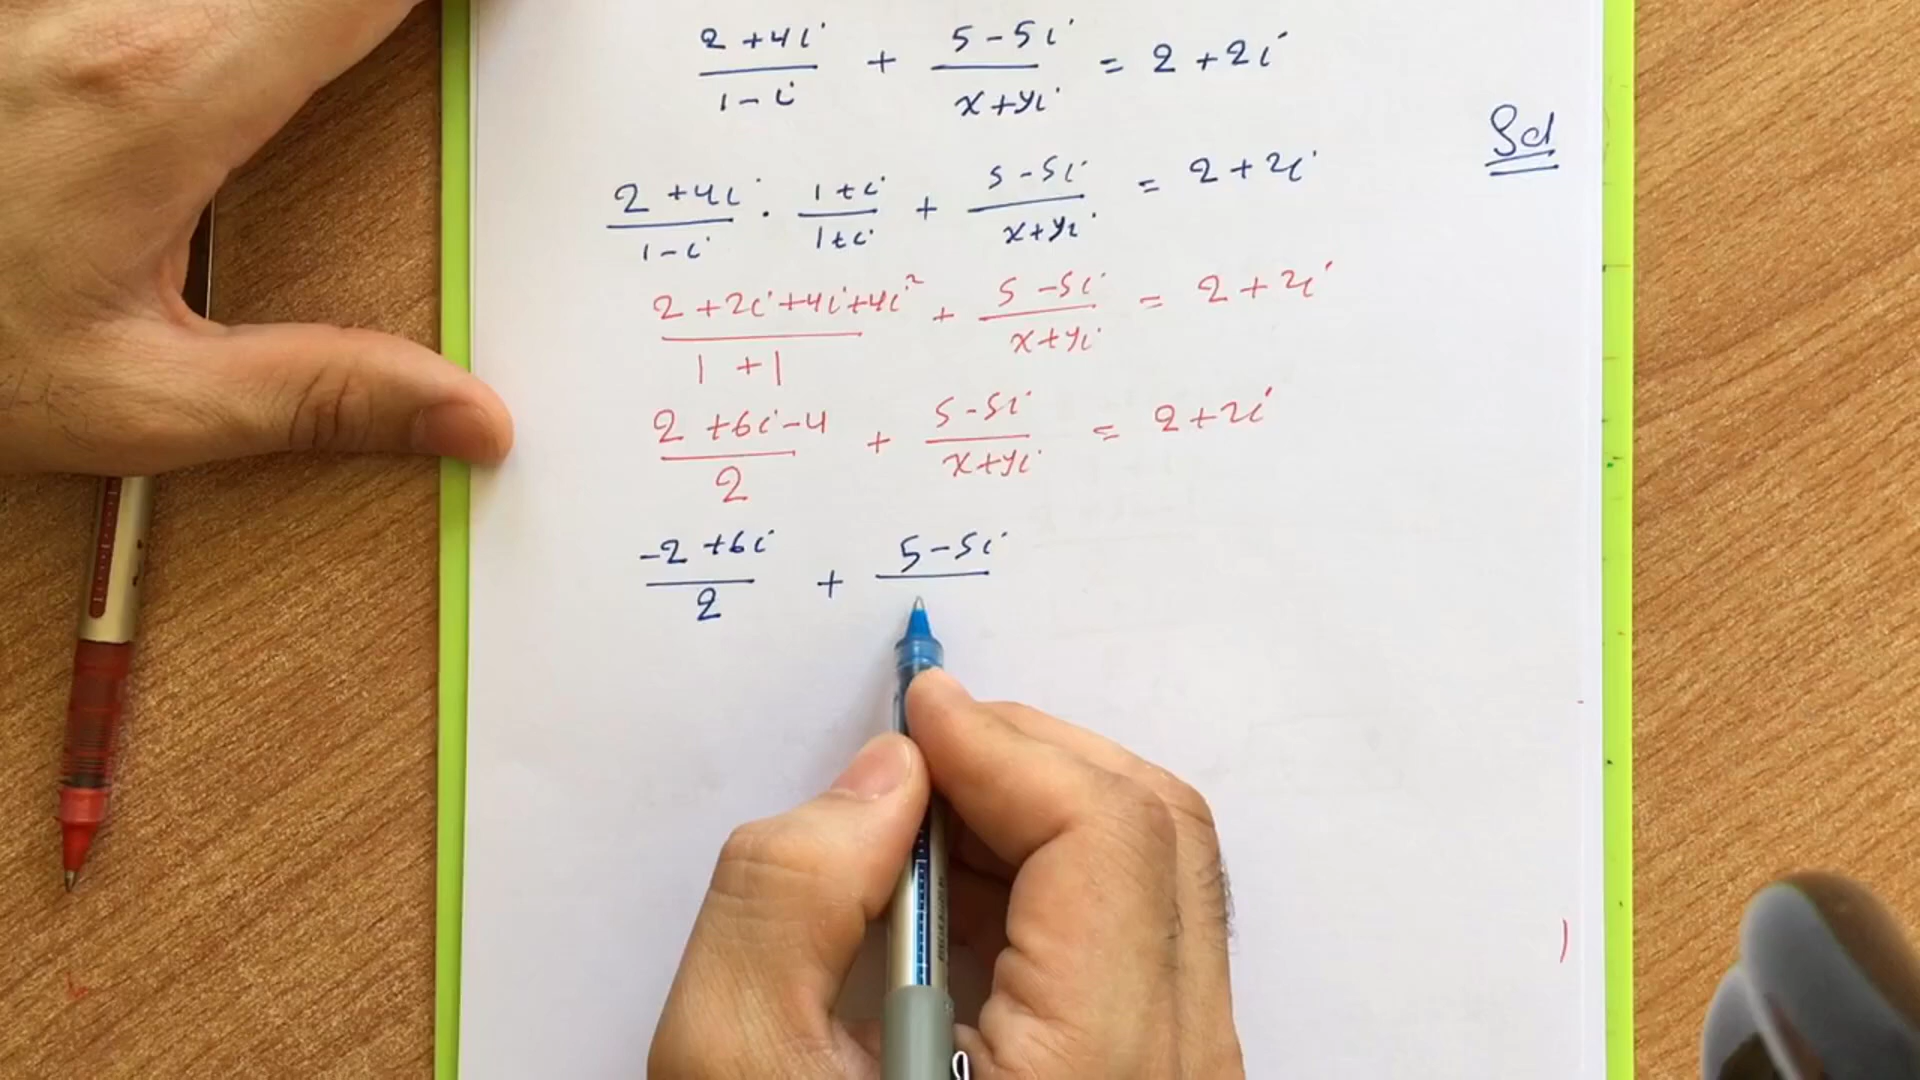 2 + 4i / 1 - i + 5 - 5i / x + yi = 2 + 2i
Sol
2 + 4i / 1 - i · 1 + i / 1 + i + 5 - 5i / x + yi = 2 + 2i
2 + 2i + 4i + 4i² / 1 + 1 + 5 - 5i / x + yi = 2 + 2i
2 + 6i - 4 / 2 + 5 - 5i / x + yi = 2 + 2i
-2 + 6i / 2 + 5 - 5i